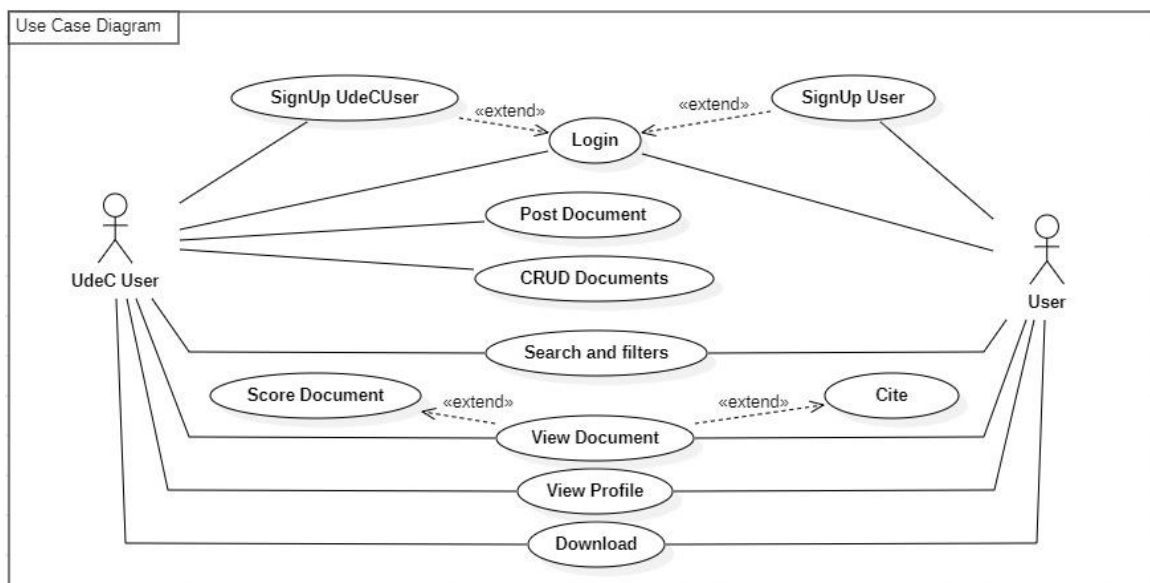 Use Case Diagram
SignUp UdeCUser
«extend»
«extend»
SignUp User
Login
Post Document
UdeC User
CRUD Documents
User
Search and filters
Score Document
«extend»
«extend»
Cite
View Document
View Profile
Download